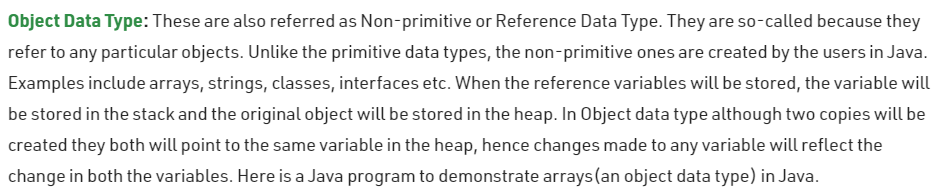 Object Data Type: These are also referred as Non-primitive or Reference Data Type. They are so-called because they
refer to any particular objects. Unlike the primitive data types, the non-primitive ones are created by the users in Java.
Examples include arrays, strings, classes, interfaces etc. When the reference variables will be stored, the variable will
be stored in the stack and the original object will be stored in the heap. In Object data type although two copies will be
created they both will point to the same variable in the heap, hence changes made to any variable will reflect the
change in both the variables. Here is a Java program to demonstrate arrays(an object data type) in Java.